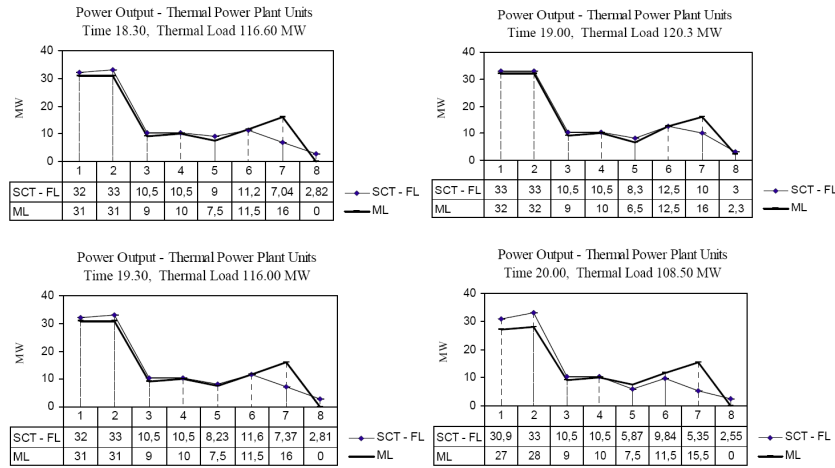 Power Output - Thermal Power Plant Units
Time 18.30, Thermal Load 116.60 MW
MW
40
30
20
10
0
1 2 3 4 5 6 7 8
SCT - FL 32 33 10,5 10,5 9 11,2 7,04 2,82
ML 31 31 9 10 7,5 11,5 16 0
SCT - FL
ML
Power Output - Thermal Power Plant Units
Time 19.00, Thermal Load 120.3 MW
MW
40
30
20
10
0
1 2 3 4 5 6 7 8
SCT - FL 33 33 10,5 10,5 8,3 12,5 10 3
ML 32 32 9 10 6,5 12,5 16 2,3
SCT - FL
ML
Power Output - Thermal Power Plant Units
Time 19.30, Thermal Load 116.00 MW
MW
40
30
20
10
0
1 2 3 4 5 6 7 8
SCT - FL 32 33 10,5 10,5 8,23 11,6 7,37 2,81
ML 31 31 9 10 7,5 11,5 16 0
SCT - FL
ML
Power Output - Thermal Power Plant Units
Time 20.00, Thermal Load 108.50 MW
MW
40
30
20
10
0
1 2 3 4 5 6 7 8
SCT - FL 30,9 33 10,5 10,5 5,87 9,84 5,35 2,55
ML 27 28 9 10 7,5 11,5 15,5 0
SCT - FL
ML